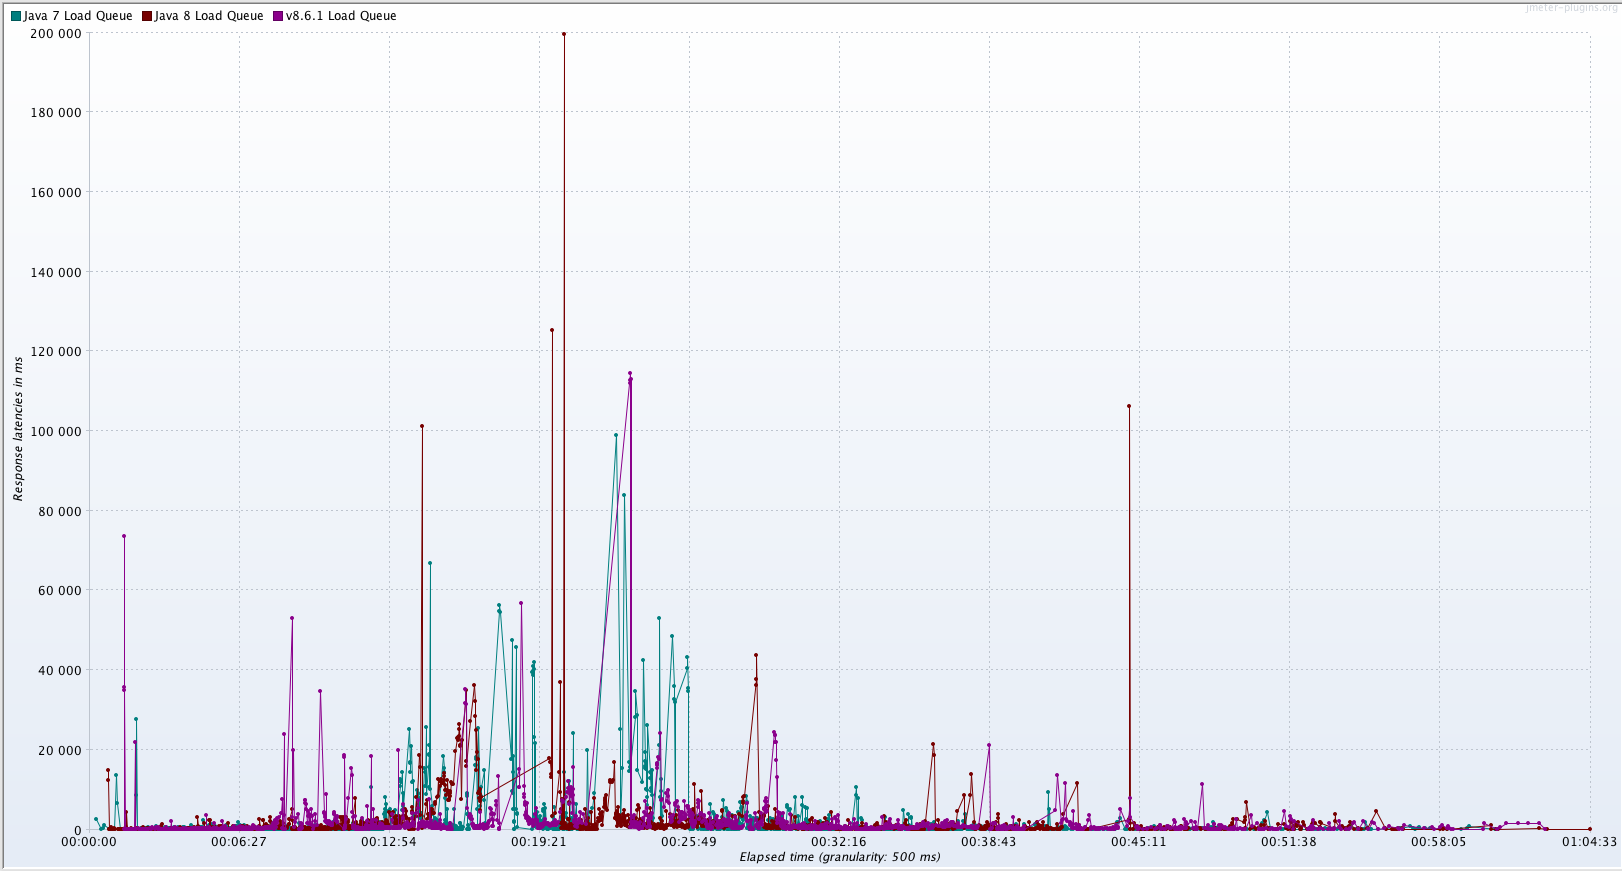 jmeter-plugins.org
Java 7 Load Queue Java 8 Load Queue v8.6.1 Load Queue
200 000
180 000
160 000
140 000
120 000
100 000
80 000
60 000
40 000
20 000
0
Response latencies in ms
00:00:00 00:06:27 00:12:54 00:19:21 00:25:49 00:32:16 00:38:43 00:45:11 00:51:38 00:58:05 01:04:33
Elapsed time (granularity: 500 ms)